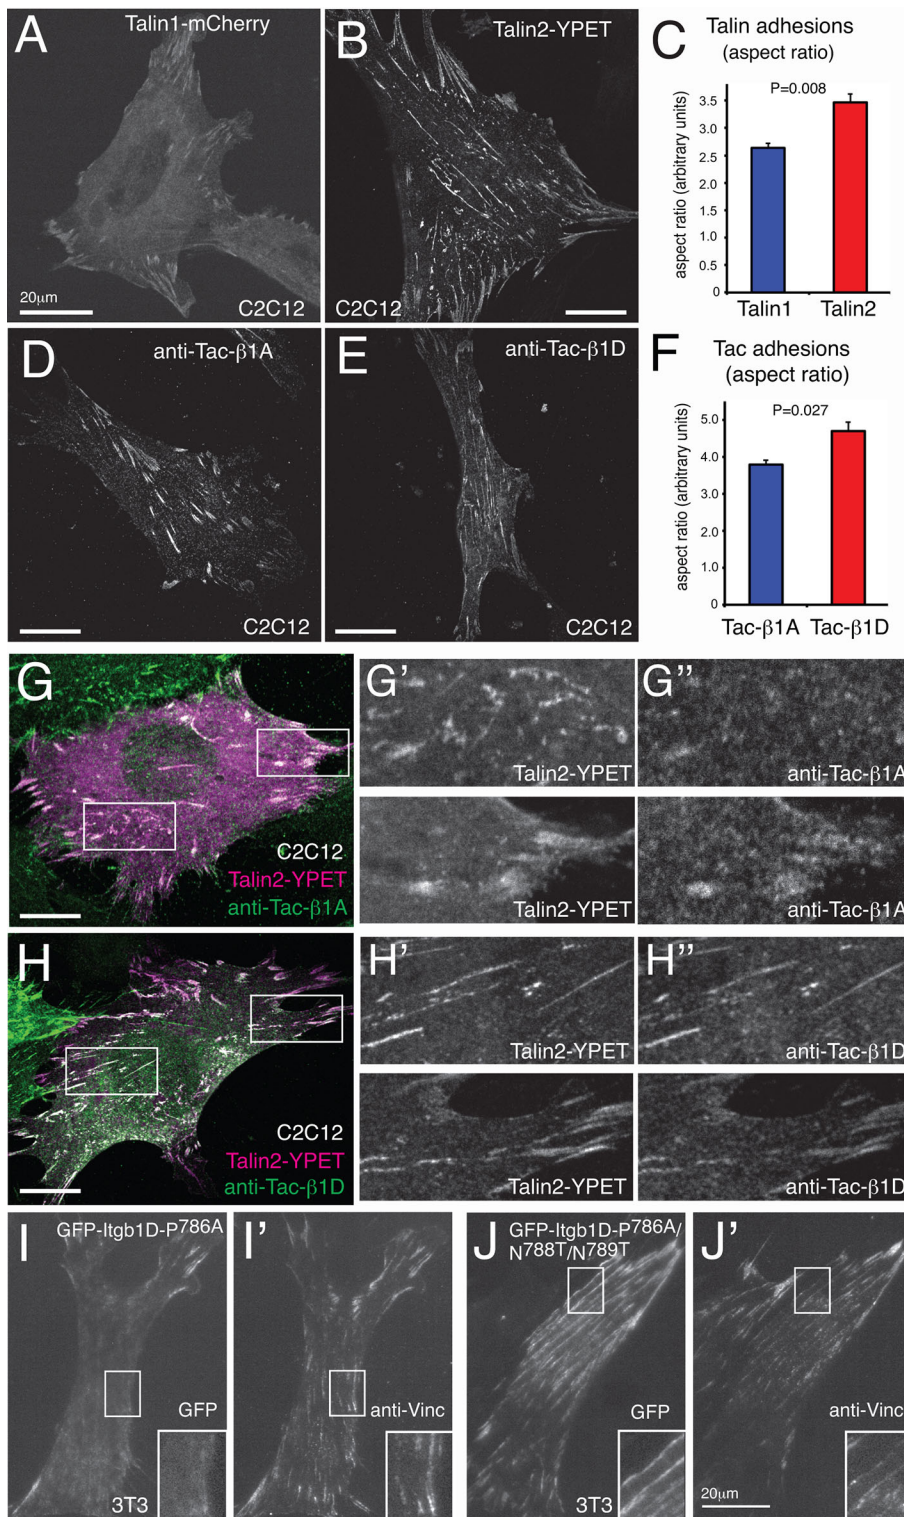 A
Talin1-mCherry
20μm
C2C12
B
Talin2-YPET
C2C12
C
Talin adhesions
(aspect ratio)
P=0.008
aspect ratio (arbitrary units)
3.5
3.0
2.5
2.0
1.5
1.0
0.5
0
Talin1
Talin2
D
anti-Tac-β1A
C2C12
E
anti-Tac-β1D
C2C12
F
Tac adhesions
(aspect ratio)
P=0.027
aspect ratio (arbitrary units)
5.0
4.0
3.0
2.0
1.0
0
Tac-β1A
Tac-β1D
G
C2C12
Talin2-YPET
anti-Tac-β1A
G'
Talin2-YPET
Talin2-YPET
G''
anti-Tac-β1A
anti-Tac-β1A
H
C2C12
Talin2-YPET
anti-Tac-β1D
H'
Talin2-YPET
Talin2-YPET
H''
anti-Tac-β1D
anti-Tac-β1D
I
GFP-Itgb1D-P786A
GFP
3T3
I'
anti-Vinc
J
GFP-Itgb1D-P786A/
N788T/N789T
GFP
3T3
J'
anti-Vinc
20μm